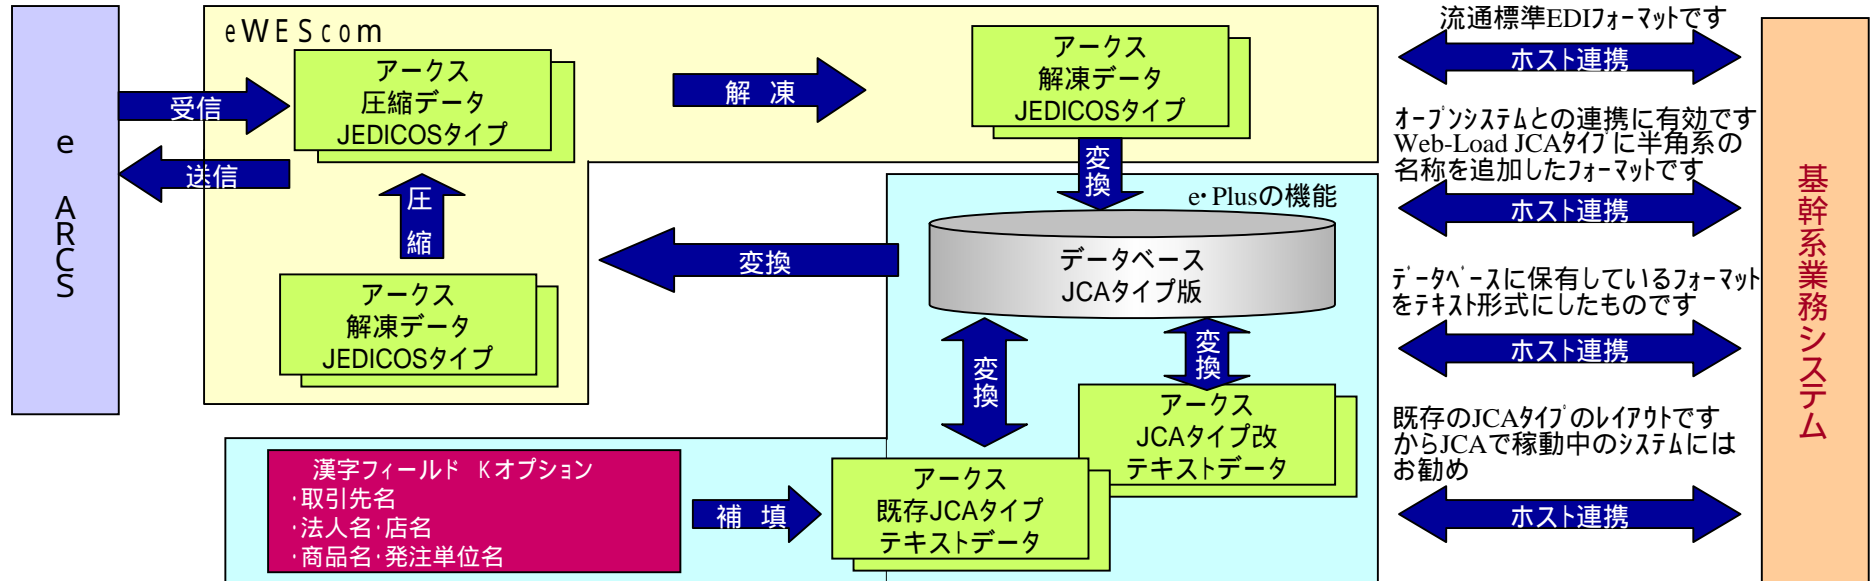 e
ARCS
受信
送信
eWEScom
アークス
圧縮データ
JEDICOSタイプ
解 凍
アークス
解凍データ
JEDICOSタイプ
圧
縮
アークス
解凍データ
JEDICOSタイプ
変換
変換
e・Plusの機能
データベース
JCAタイプ版
変換
変換
アークス
JCAタイプ改
テキストデータ
漢字フィールド Kオプション
・取引先名
・法人名・店名
・商品名・発注単位名
補 填
アークス
既存JCAタイプ
テキストデータ
流通標準EDIフォーマットです
ホスト連携
オープンシステムとの連携に有効です
Web-Load JCAタイプに半角系の
名称を追加したフォーマットです
ホスト連携
データベースに保有しているフォーマット
をテキスト形式にしたものです
ホスト連携
既存のJCAタイプのレイアウトです
からJCAで稼動中のシステムには
お勧め
ホスト連携
基幹系業務システム